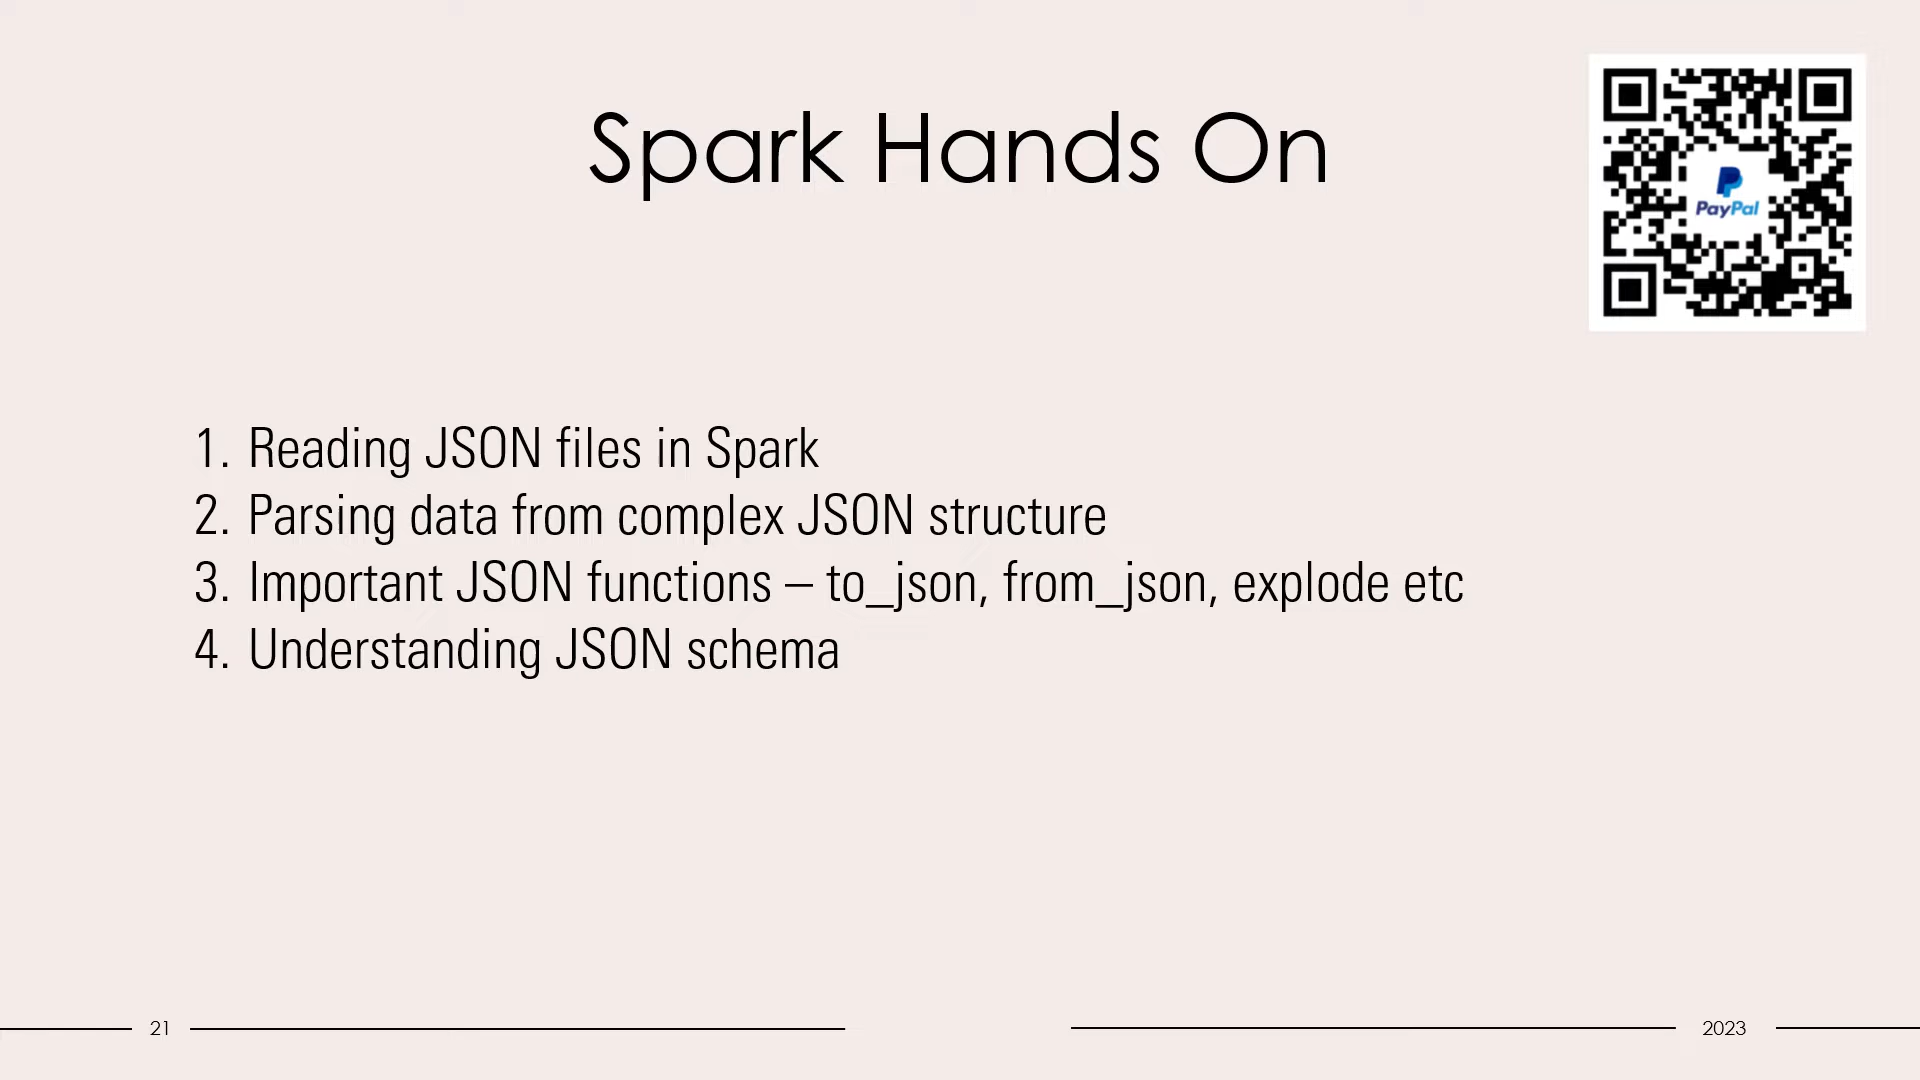 Spark Hands On
PayPal
1. Reading JSON files in Spark
2. Parsing data from complex JSON structure
3. Important JSON functions – to_json, from_json, explode etc
4. Understanding JSON schema
21
2023